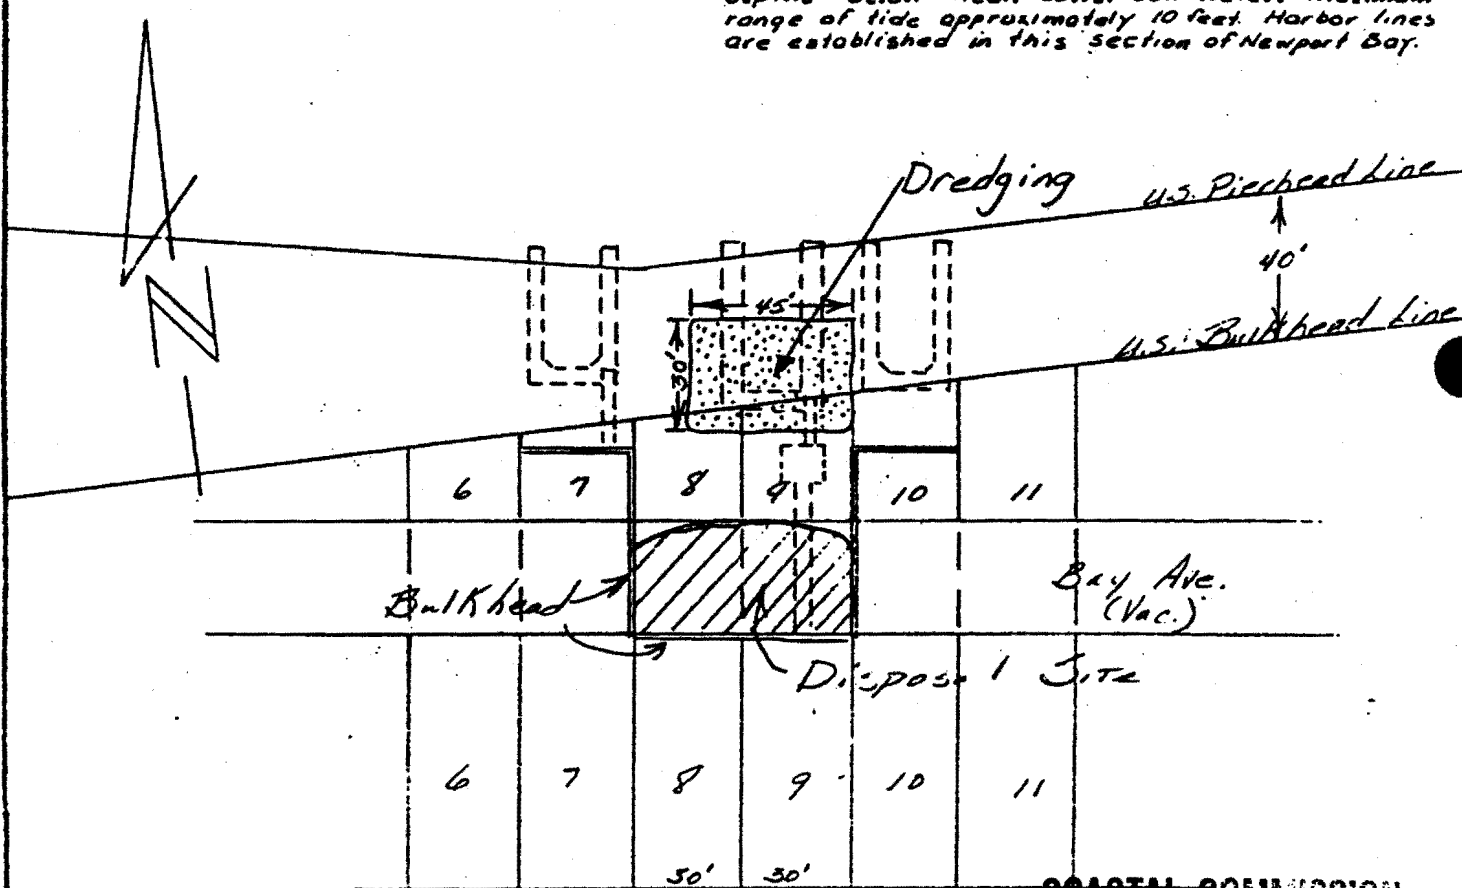 range of tide approximately 10 feet. Harbor lines
are established in this section of Newport Bay.
Dredging
U.S. Pierhead Line
40'
45'
30'
U.S. Bulkhead Line
N
6 7 8 9 10 11
Bulkhead
Bay Ave.
(Vac.)
Disposal Site
6 7 8 9 10 11
30' 30'